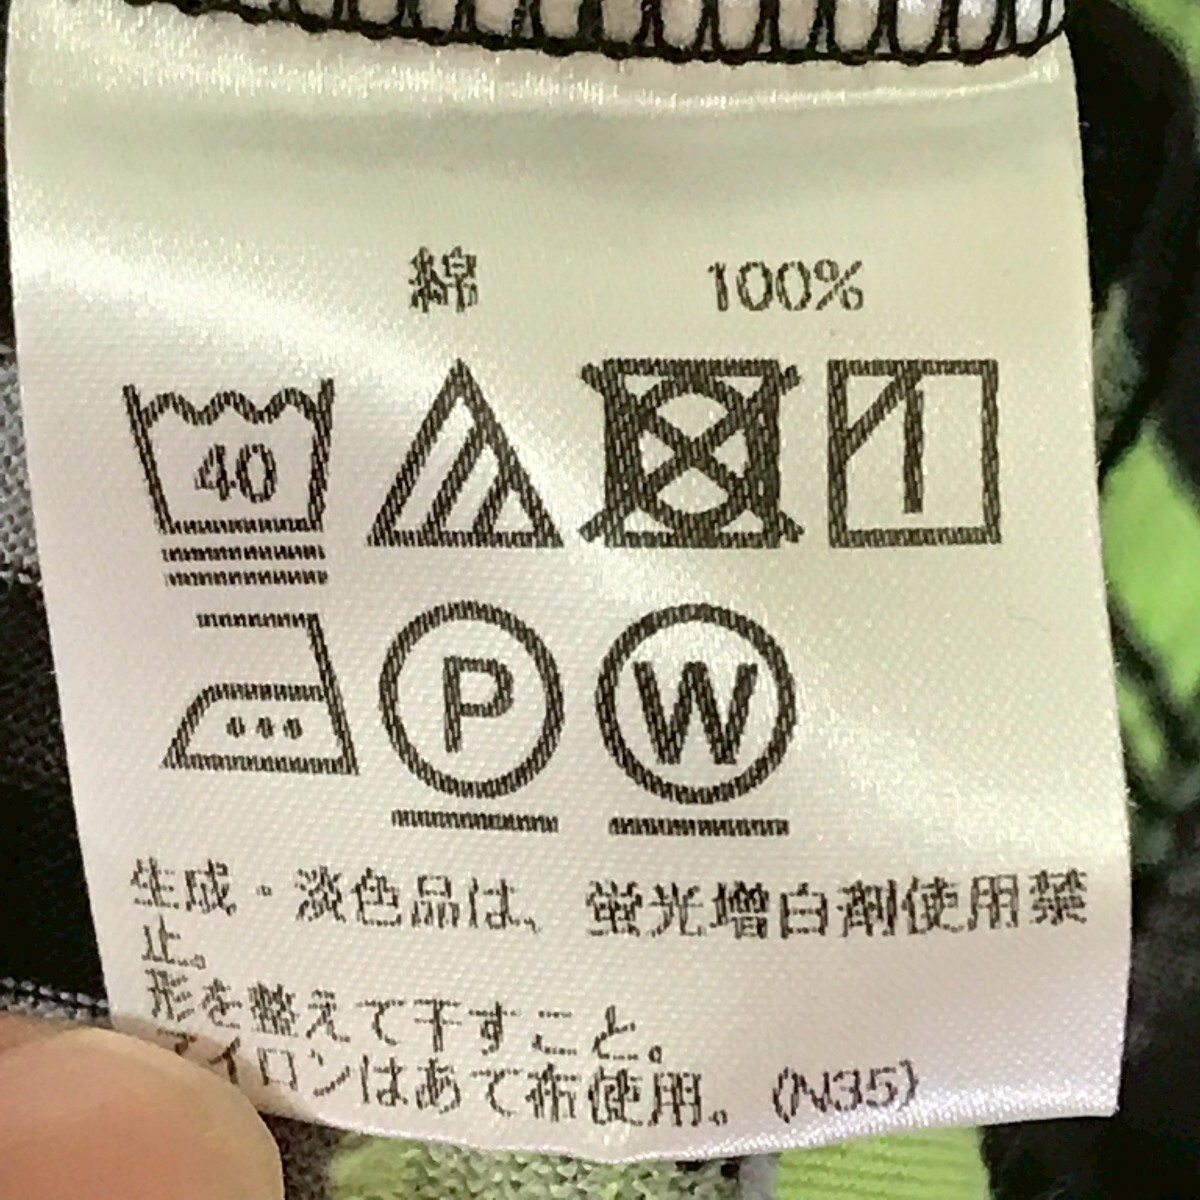 綿 100%
40
P W
生成・淡色品は、蛍光増白剤使用禁
止。
形を整えて干すこと。
アイロンはあて布使用。(N35)